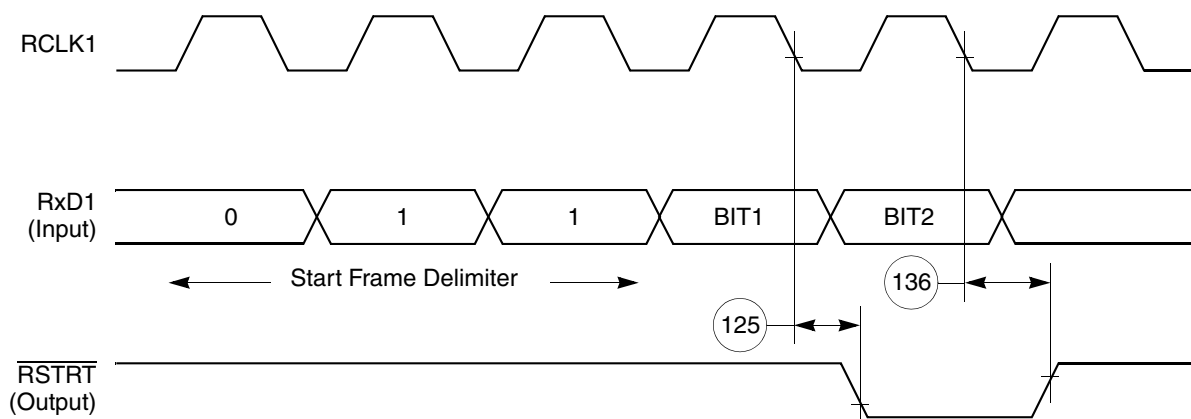 RCLK1
RxD1
(Input)
0
1
1
BIT1
BIT2
Start Frame Delimiter
136
125
RSTRT
(Output)